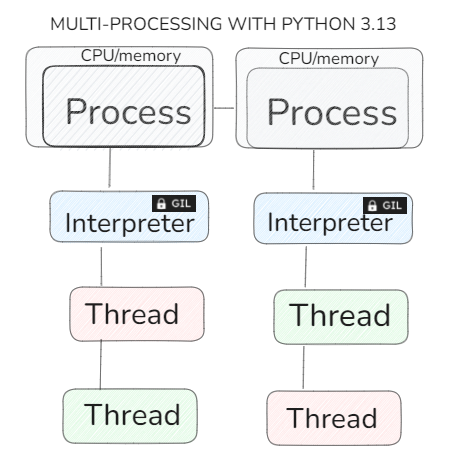 MULTI-PROCESSING WITH PYTHON 3.13
CPU/memory
Process
GIL
Interpreter
Thread
Thread
CPU/memory
Process
GIL
Interpreter
Thread
Thread